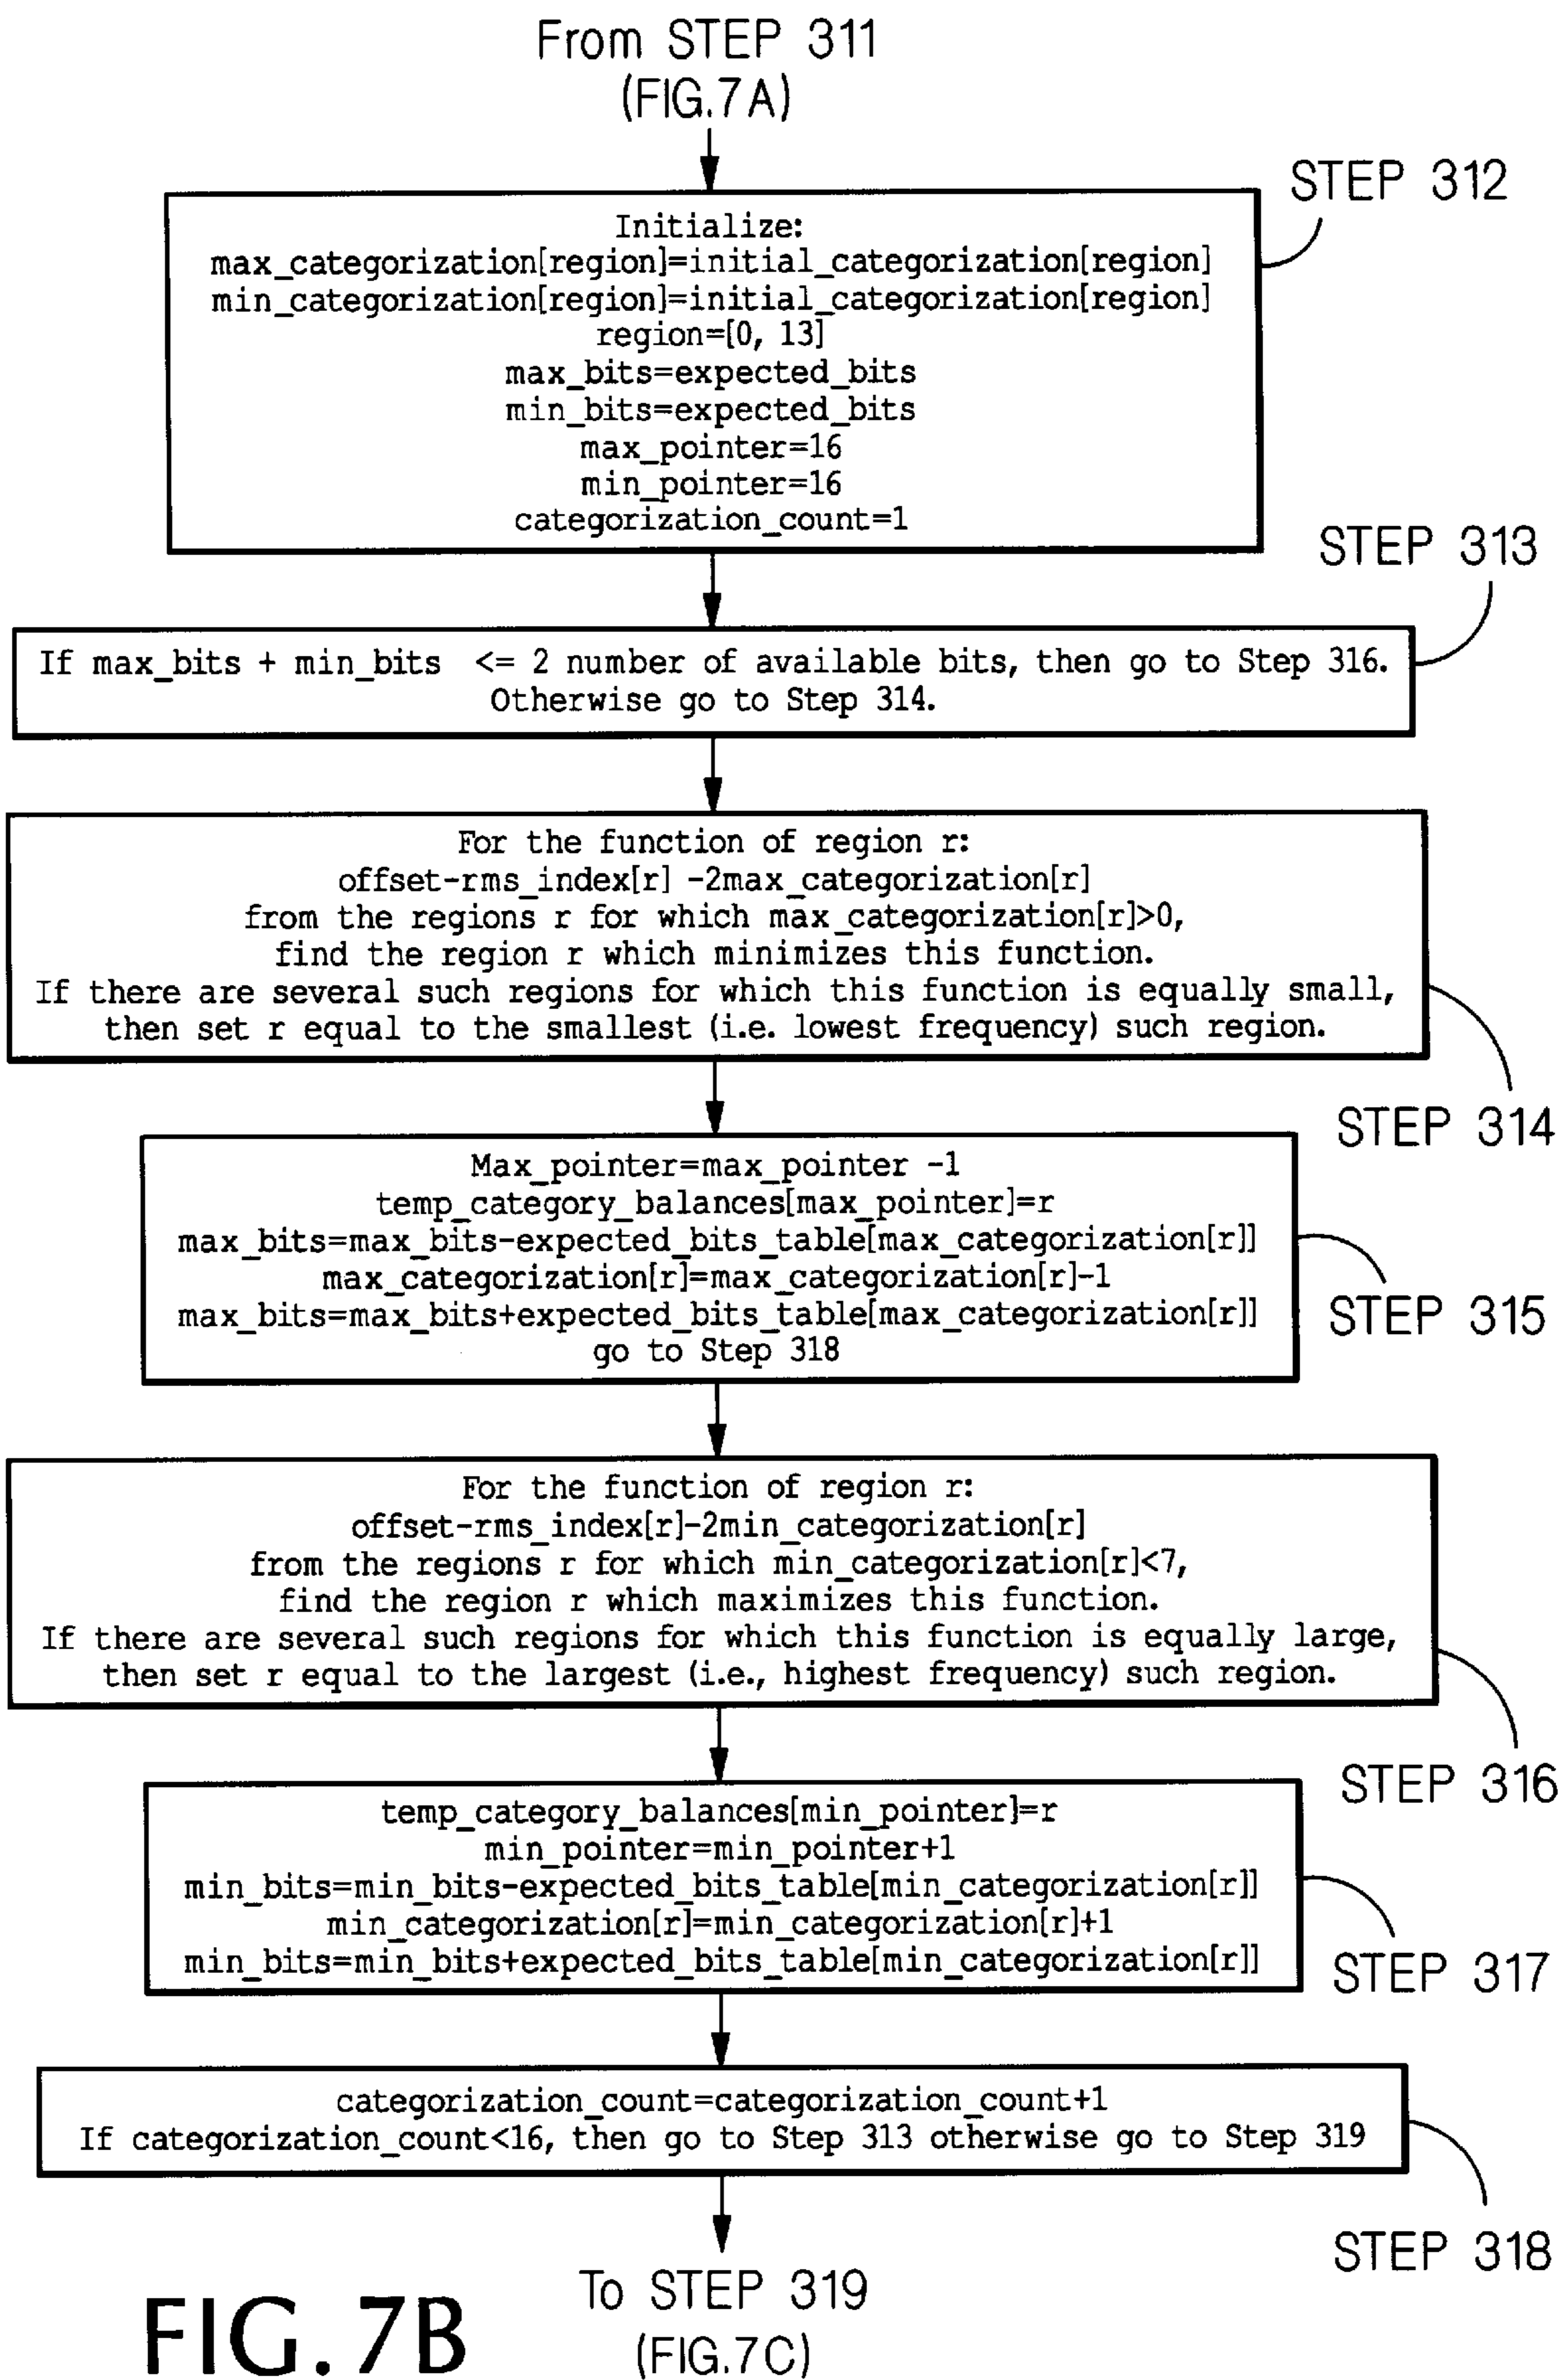 From STEP 311
(FIG.7A)
STEP 312
Initialize:
max_categorization[region]=initial_categorization[region]
min_categorization[region]=initial_categorization[region]
region=[0, 13]
max_bits=expected_bits
min_bits=expected_bits
max_pointer=16
min_pointer=16
categorization_count=1
STEP 313
If max_bits + min_bits <= 2 number of available bits, then go to Step 316.
Otherwise go to Step 314.
For the function of region r:
offset-rms_index[r] -2max_categorization[r]
from the regions r for which max_categorization[r]>0,
find the region r which minimizes this function.
If there are several such regions for which this function is equally small,
then set r equal to the smallest (i.e. lowest frequency) such region.
STEP 314
Max_pointer=max_pointer -1
temp_category_balances[max_pointer]=r
max_bits=max_bits-expected_bits_table[max_categorization[r]]
max_categorization[r]=max_categorization[r]-1
max_bits=max_bits+expected_bits_table[max_categorization[r]]
go to Step 318
STEP 315
For the function of region r:
offset-rms_index[r]-2min_categorization[r]
from the regions r for which min_categorization[r]<7,
find the region r which maximizes this function.
If there are several such regions for which this function is equally large,
then set r equal to the largest (i.e., highest frequency) such region.
STEP 316
temp_category_balances[min_pointer]=r
min_pointer=min_pointer+1
min_bits=min_bits-expected_bits_table[min_categorization[r]]
min_categorization[r]=min_categorization[r]+1
min_bits=min_bits+expected_bits_table[min_categorization[r]]
STEP 317
categorization_count=categorization_count+1
If categorization_count<16, then go to Step 313 otherwise go to Step 319
STEP 318
To STEP 319
(FIG.7C)
FIG. 7B